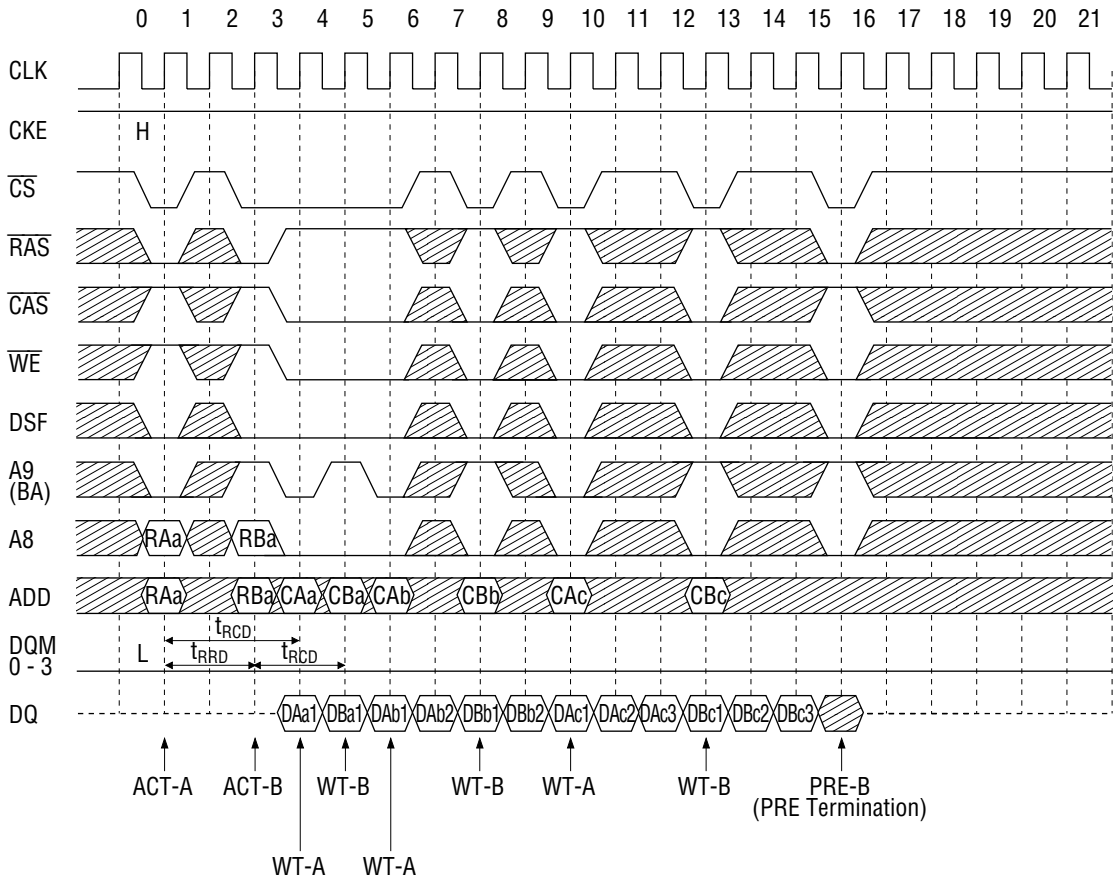 0 1 2 3 4 5 6 7 8 9 10 11 12 13 15 16 17 18 19 20 21
CLK
CKE
H
CS
RAS
CAS
WE
DSF
A9
(BA)
A8
RAa RBa
ADD
RAa RBa CAa CBa CAb CBb CAc CBc
DQM
0 - 3
L
tRCD
tRRD tRCD
DQ
DAa1 DBa1 DAb1 DAb2 DBb1 DBb2 DAc1 DAc2 DAc3 DBc1 DBc2 DBc3
ACT-A ACT-B WT-B WT-B WT-A WT-B PRE-B
(PRE Termination)
WT-A WT-A